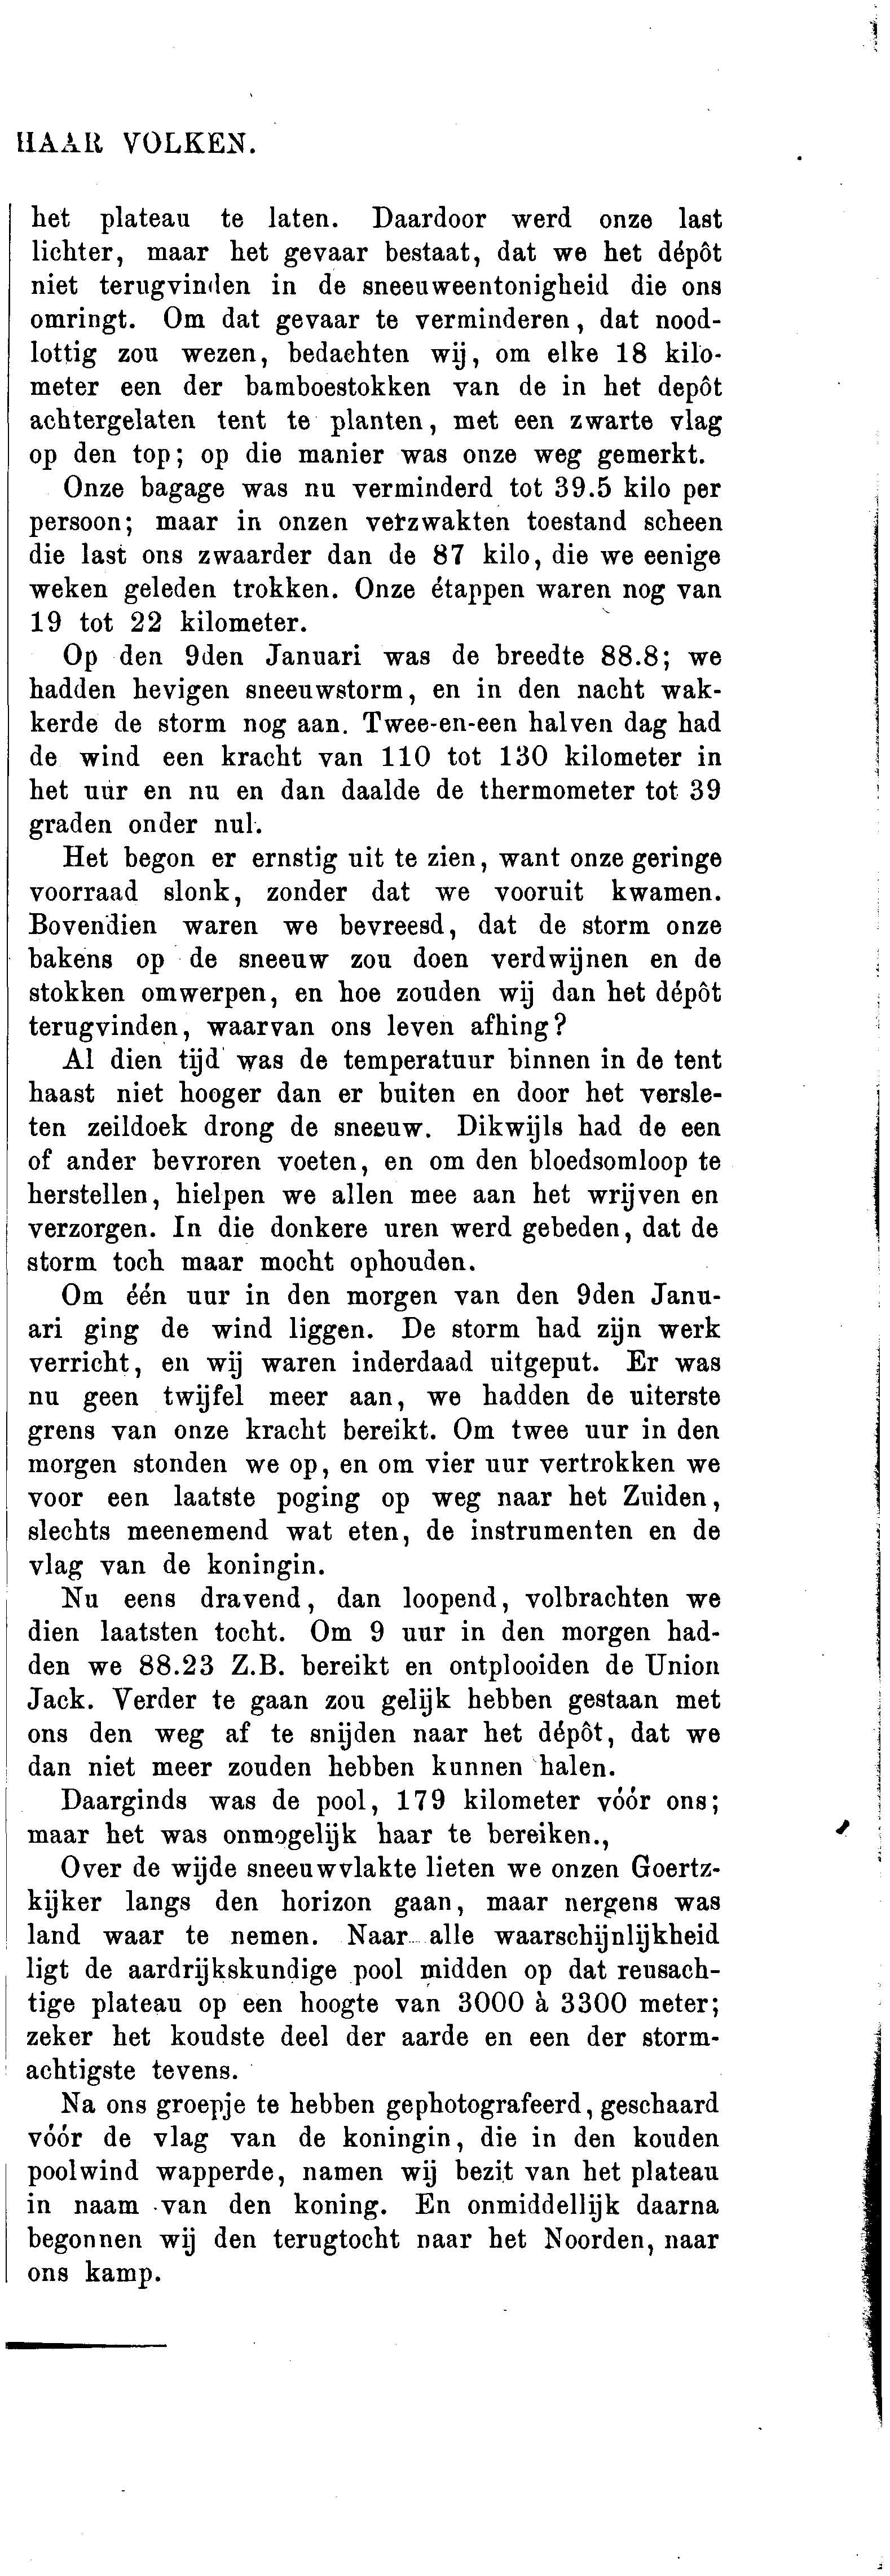 HAAR VOLKEN.
het plateau te laten. Daardoor werd onze last
lichter, maar het gevaar bestaat, dat we het dépôt
niet terugvinden in de sneeuweentonigheid die ons
omringt. Om dat gevaar te verminderen, dat nood-
lottig zou wezen, bedachten wij, om elke 18 kilo-
meter een der bamboestokken van de in het depôt
achtergelaten tent te planten, met een zwarte vlag
op den top; op die manier was onze weg gemerkt.
Onze bagage was nu verminderd tot 39.5 kilo per
persoon; maar in onzen verzwakten toestand scheen
die last ons zwaarder dan de 87 kilo, die we eenige
weken geleden trokken. Onze étappen waren nog van
19 tot 22 kilometer.
Op den 9den Januari was de breedte 88.8; we
hadden hevigen sneeuwstorm, en in den nacht wak-
kerde de storm nog aan. Twee-en-een halven dag had
de wind een kracht van 110 tot 130 kilometer in
het uur en nu en dan daalde de thermometer tot 39
graden onder nul.
Het begon er ernstig uit te zien, want onze geringe
voorraad slonk, zonder dat we vooruit kwamen.
Bovendien waren we bevreesd, dat de storm onze
bakens op de sneeuw zou doen verdwijnen en de
stokken omwerpen, en hoe zouden wij dan het dépôt
terugvinden, waarvan ons leven afhing?
Al dien tijd was de temperatuur binnen in de tent
haast niet hooger dan er buiten en door het versle-
ten zeildoek drong de sneeuw. Dikwijls had de een
of ander bevroren voeten, en om den bloedsomloop te
herstellen, hielpen we allen mee aan het wrijven en
verzorgen. In die donkere uren werd gebeden, dat de
storm toch maar mocht ophouden.
Om één uur in den morgen van den 9den Janu-
ari ging de wind liggen. De storm had zijn werk
verricht, en wij waren inderdaad uitgeput. Er was
nu geen twijfel meer aan, we hadden de uiterste
grens van onze kracht bereikt. Om twee uur in den
morgen stonden we op, en om vier uur vertrokken we
voor een laatste poging op weg naar het Zuiden,
slechts meenemend wat eten, de instrumenten en de
vlag van de koningin.
Nu eens dravend, dan loopend, volbrachten we
dien laatsten tocht. Om 9 uur in den morgen had-
den we 88.23 Z.B. bereikt en ontplooiden de Union
Jack. Verder te gaan zou gelijk hebben gestaan met
ons den weg af te snijden naar het dépôt, dat we
dan niet meer zouden hebben kunnen halen.
Daarginds was de pool, 179 kilometer vóór ons;
maar het was onmogelijk haar te bereiken.,
Over de wijde sneeuwvlakte lieten we onzen Goertz-
kijker langs den horizon gaan, maar nergens was
land waar te nemen. Naar alle waarschijnlijkheid
ligt de aardrijkskundige pool midden op dat reusach-
tige plateau op een hoogte van 3000 à 3300 meter;
zeker het koudste deel der aarde en een der storm-
achtigste tevens.
Na ons groepje te hebben gephotografeerd, geschaard
vóór de vlag van de koningin, die in den kouden
poolwind wapperde, namen wij bezit van het plateau
in naam van den koning. En onmiddellijk daarna
begonnen wij den terugtocht naar het Noorden, naar
ons kamp.